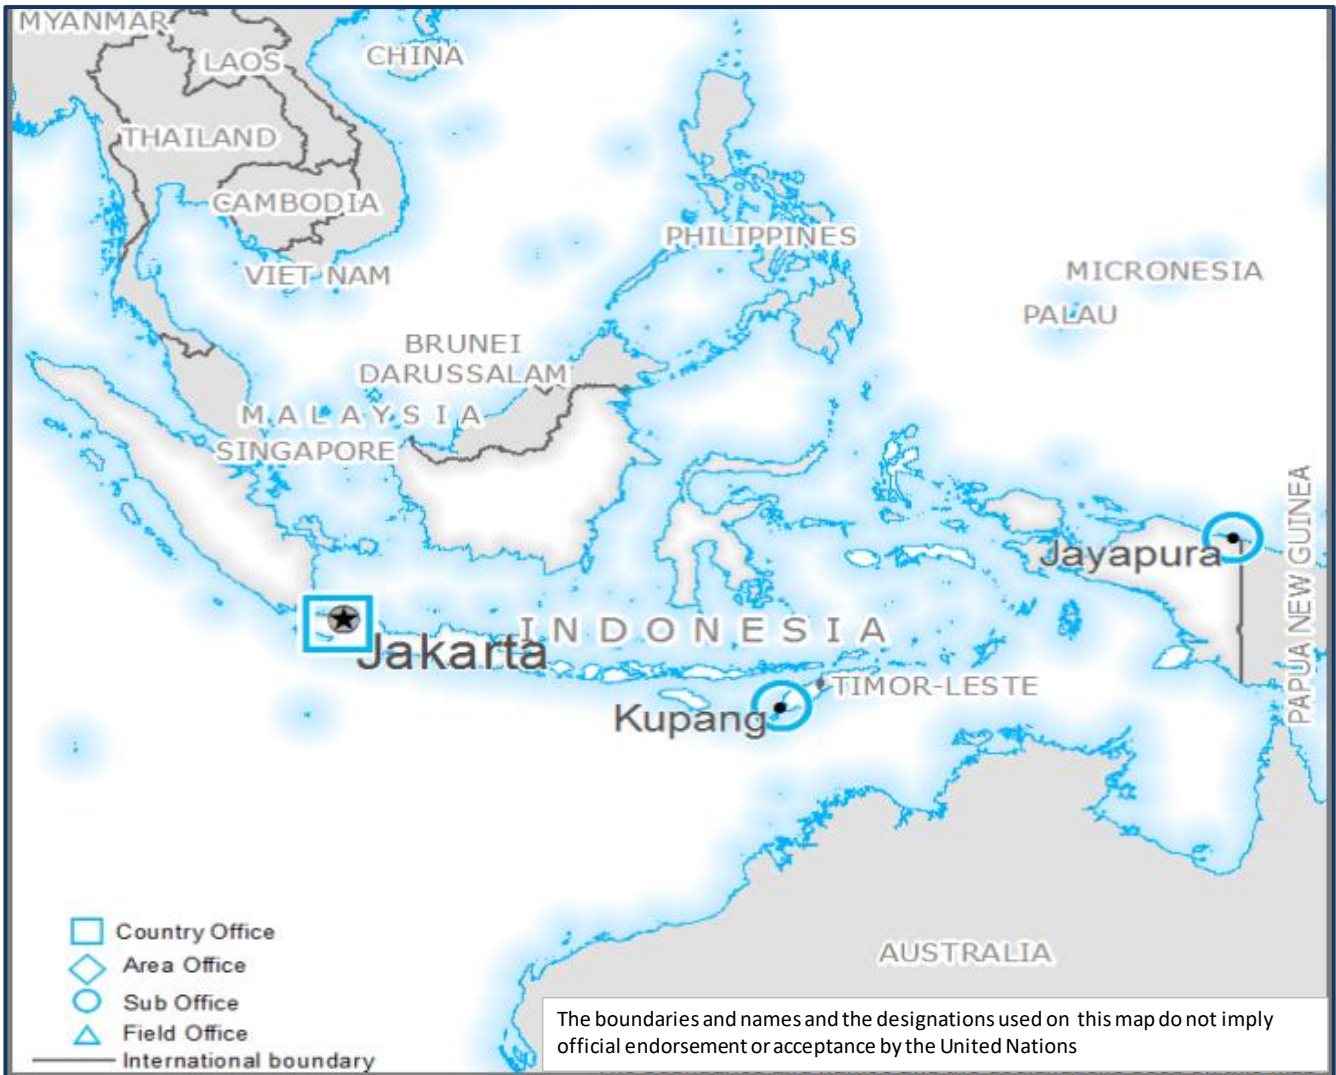 MYANMAR
LAOS
CHINA
THAILAND
CAMBODIA
PHILIPPINES
VIET NAM
MICRONESIA
PALAU
BRUNEI
DARUSSALAM
MALAYSIA
SINGAPORE
PAPUA NEW GUINEA
Jayapura
INDONESIA
Jakarta
TIMOR-LESTE
Kupang
AUSTRALIA
Country Office
Area Office
Sub Office
Field Office
International boundary
The boundaries and names and the designations used on this map do not imply
official endorsement or acceptance by the United Nations